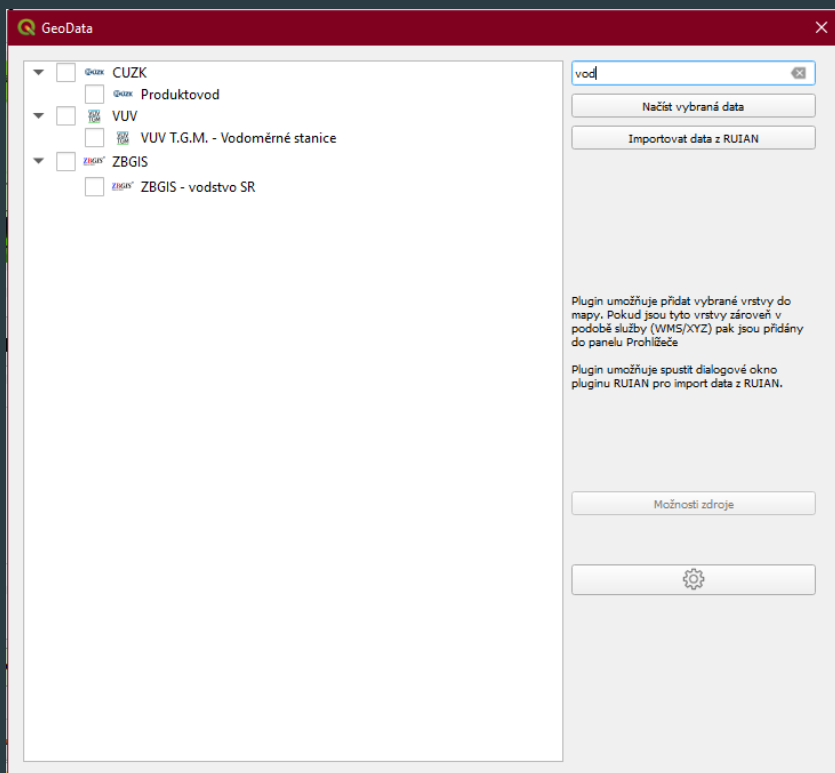 GeoData
CUZK
Produktovod
VUV
VUV T.G.M. - Vodoměrné stanice
ZBGIS
ZBGIS - vodstvo SR
vod
Načíst vybraná data
Importovat data z RUIAN
Plugin umožňuje přidat vybrané vrstvy do
mapy. Pokud jsou tyto vrstvy zároveň v
podobě služby (WMS/XYZ) pak jsou přidány
do panelu Prohlížeče
Plugin umožňuje spustit dialogové okno
pluginu RUIAN pro import data z RUIAN.
Možnosti zdroje